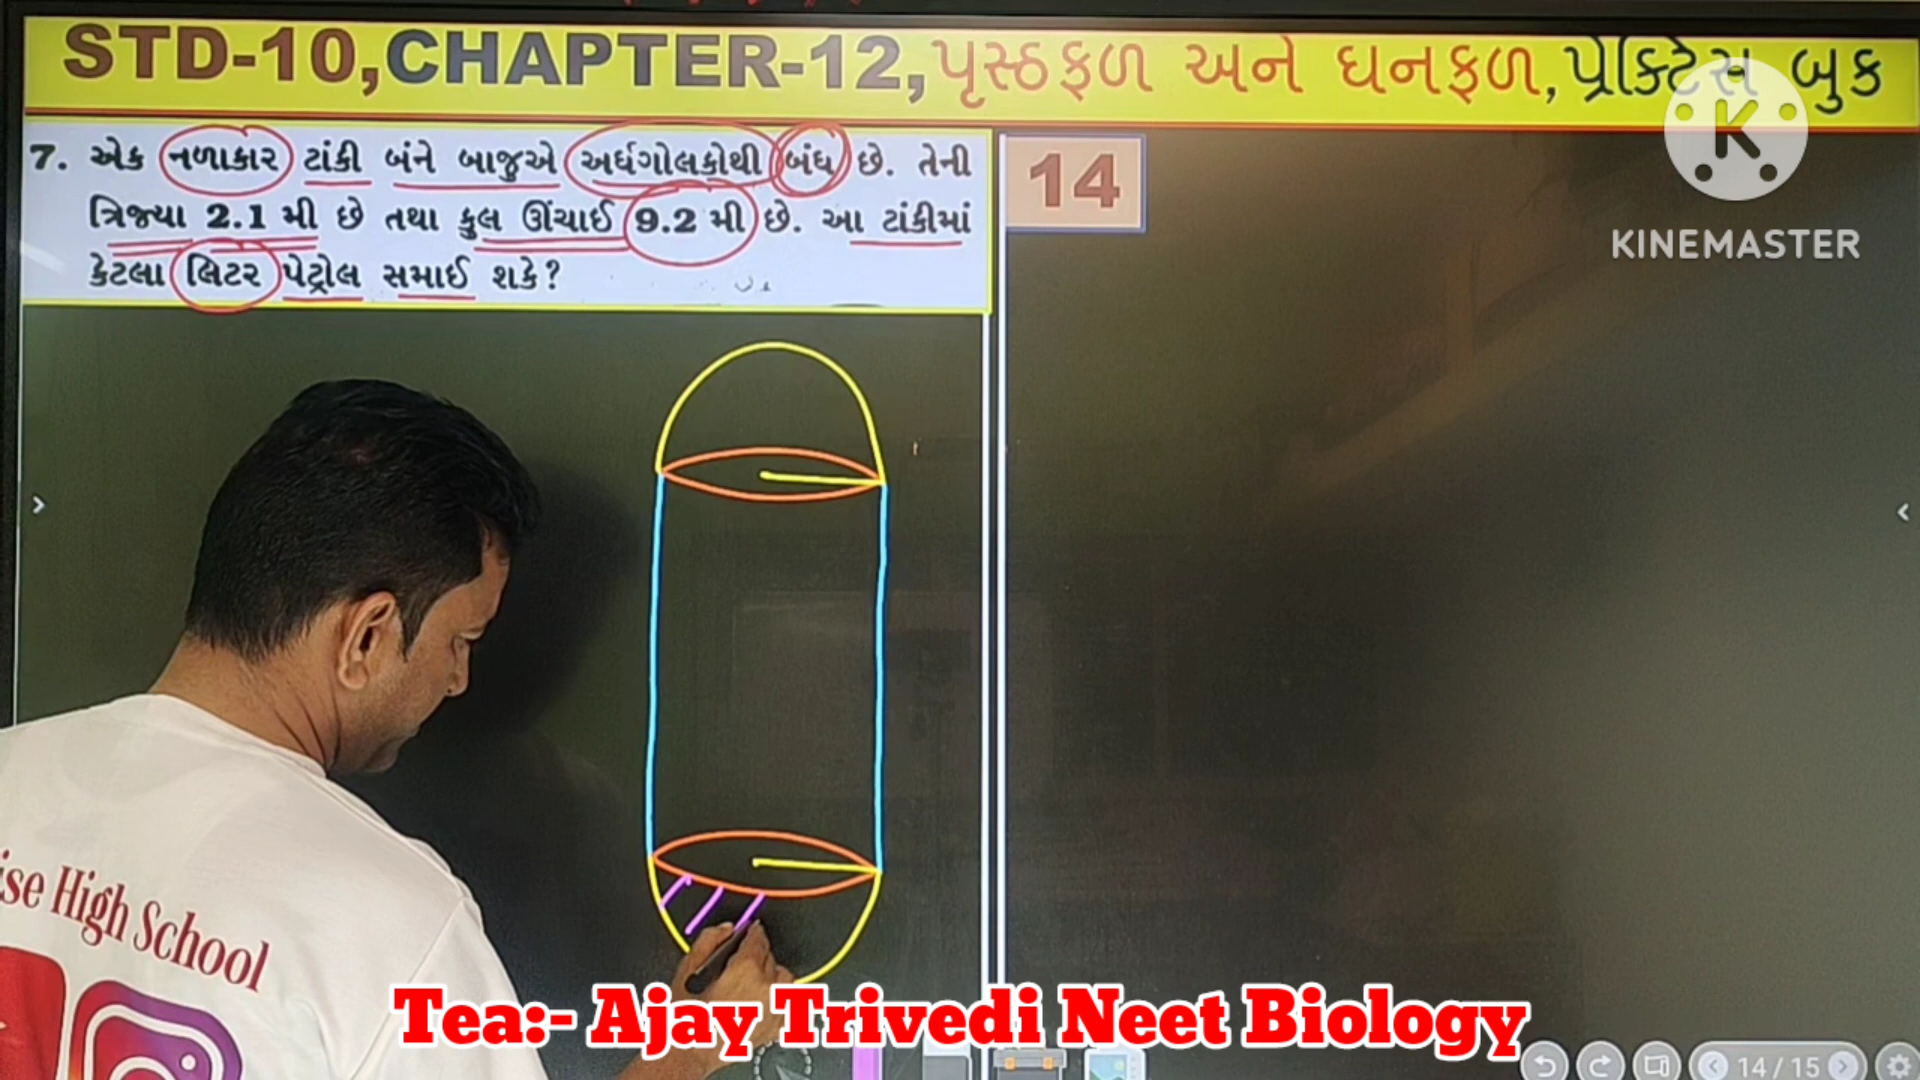 STD-10,CHAPTER-12,પૃસ્ઠફળ અને ઘનફળ,પ્રેક્ટિસ બુક
7. એક નળાકાર ટાંકી બંને બાજુએ અર્ધગોલકોથી બંધ છે. તેની
ત્રિજ્યા 2.1 મી છે તથા કુલ ઊંચાઈ 9.2 મી છે. આ ટાંકીમાં
કેટલા લિટર પેટ્રોલ સમાઈ શકે?
14
K
KINEMASTER
ise High School
Tea:- Ajay Trivedi Neet Biology
14/15